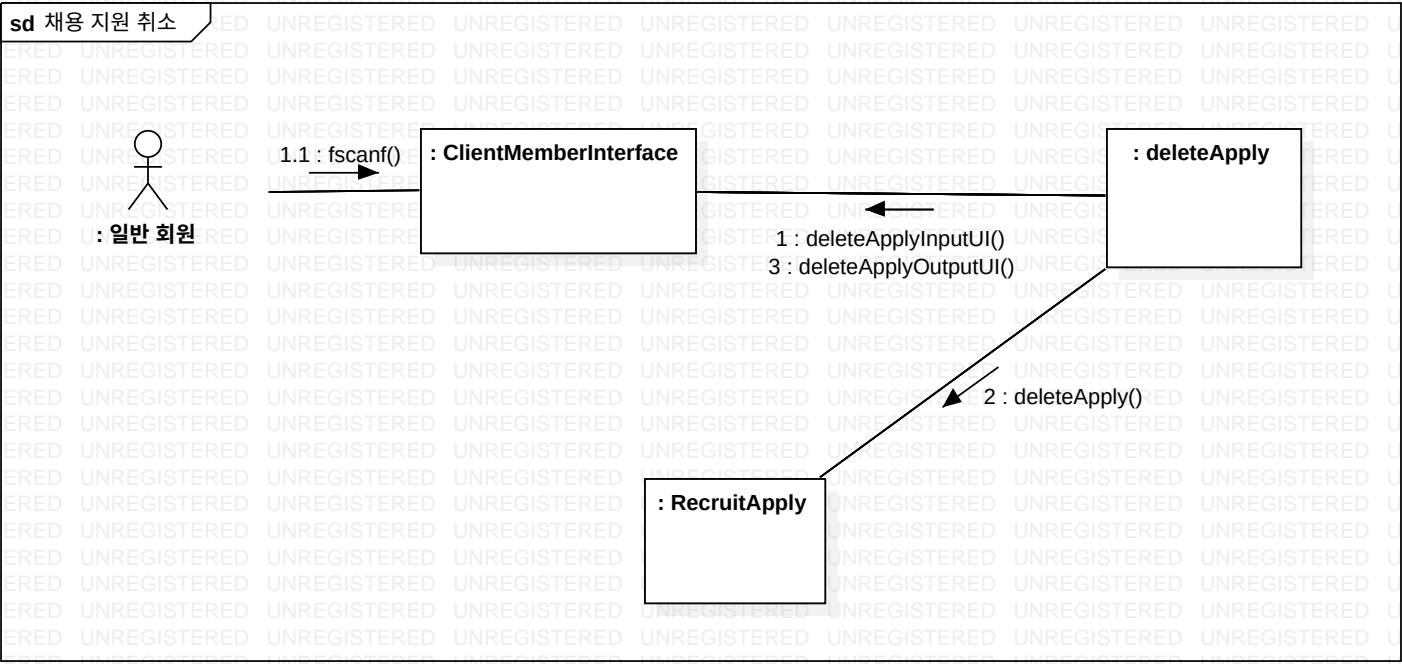 sd 채용 지원 취소
1.1 : fscanf()
: ClientMemberInterface
: deleteApply
: 일반 회원
1 : deleteApplyInputUI()
3 : deleteApplyOutputUI()
2 : deleteApply()
: RecruitApply
UNREGISTERED